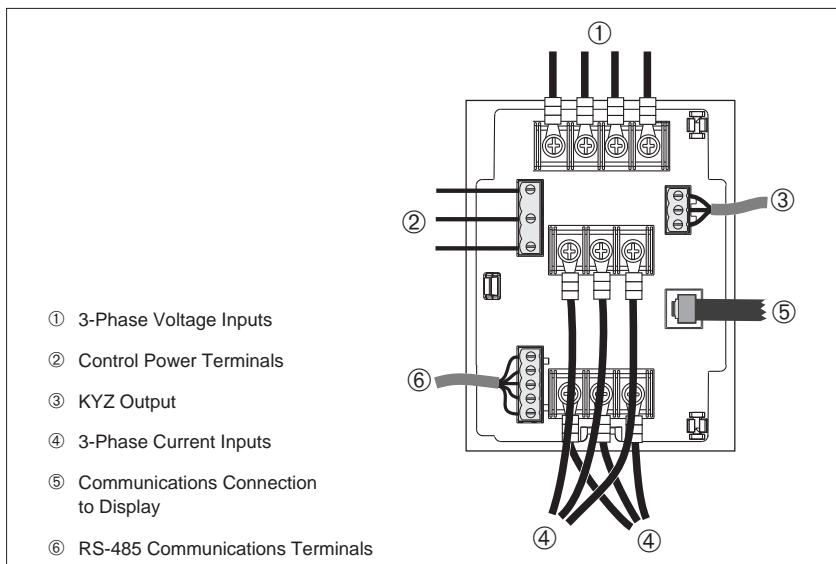 ①
②
③
⑤
⑥
④ ④
① 3-Phase Voltage Inputs
② Control Power Terminals
③ KYZ Output
④ 3-Phase Current Inputs
⑤ Communications Connection
to Display
⑥ RS-485 Communications Terminals